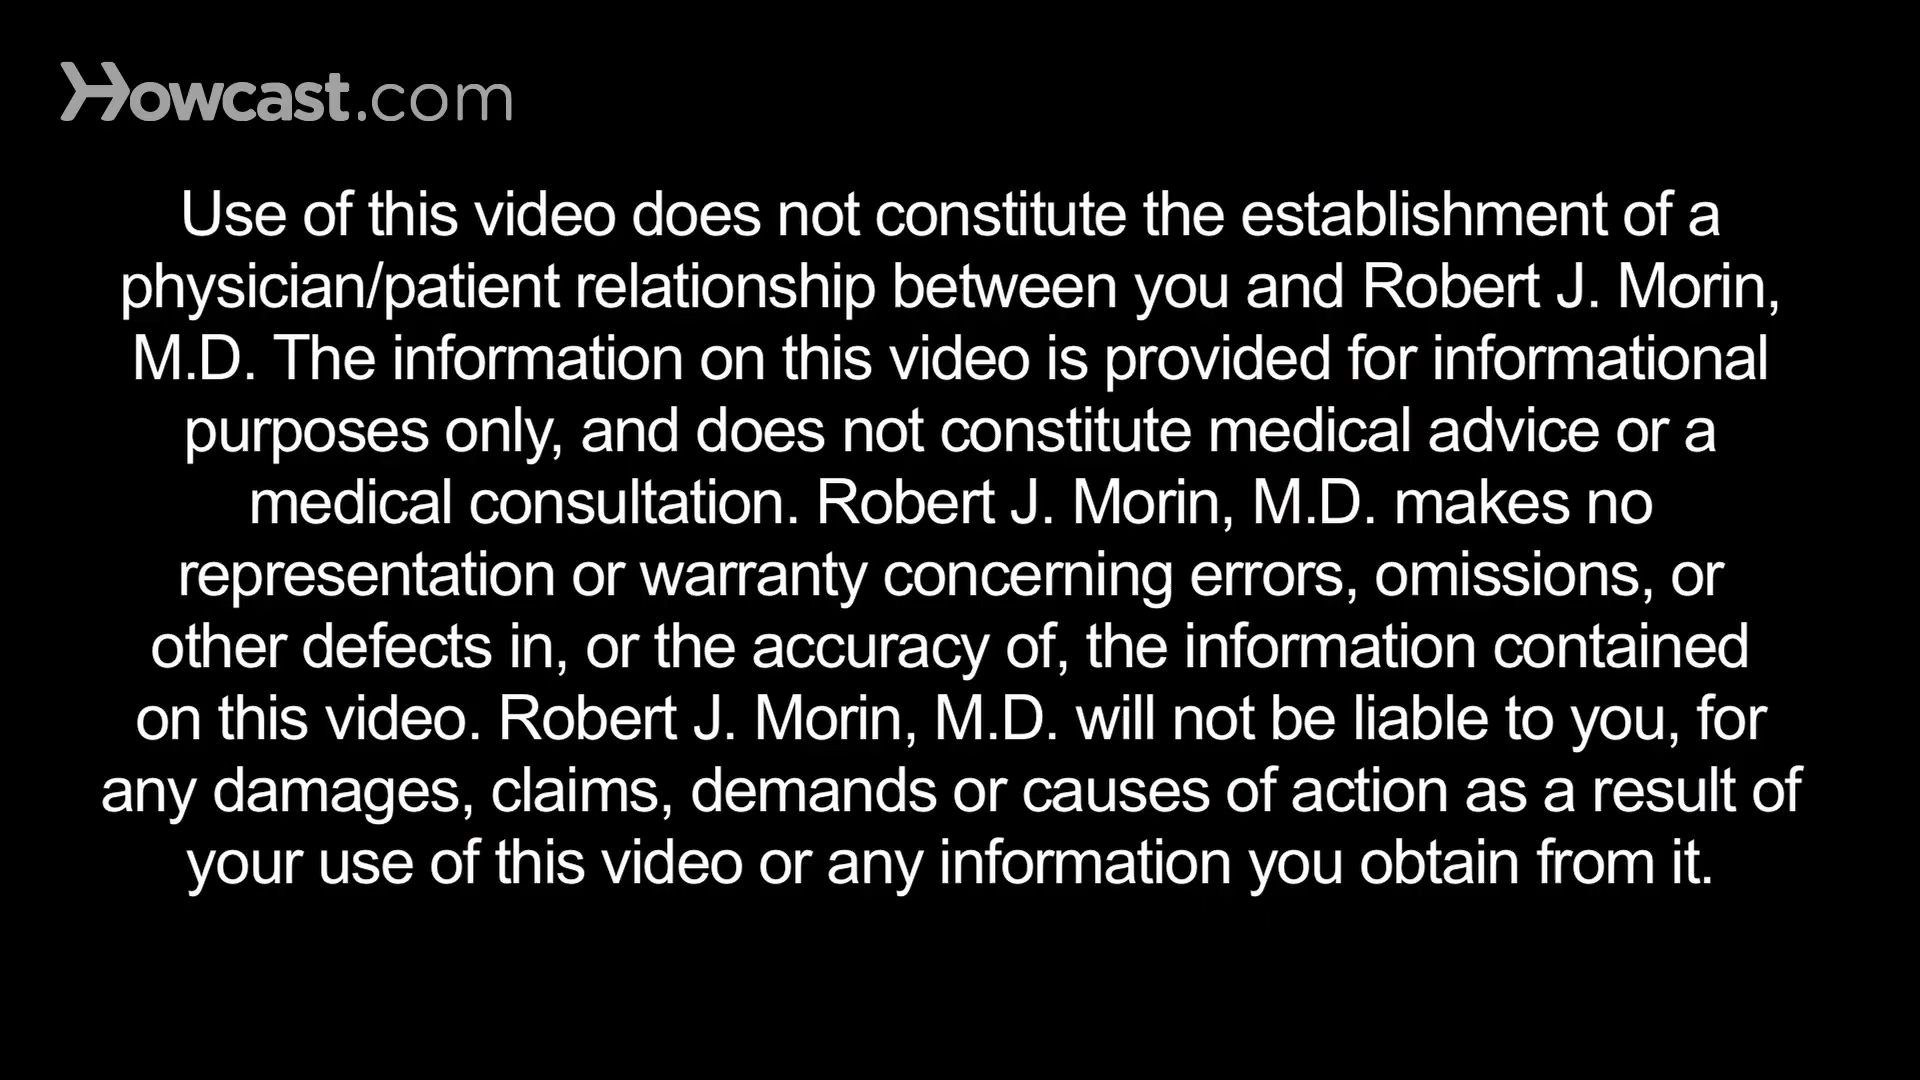 Howcast.com
Use of this video does not constitute the establishment of a
physician/patient relationship between you and Robert J. Morin,
M.D. The information on this video is provided for informational
purposes only, and does not constitute medical advice or a
medical consultation. Robert J. Morin, M.D. makes no
representation or warranty concerning errors, omissions, or
other defects in, or the accuracy of, the information contained
on this video. Robert J. Morin, M.D. will not be liable to you, for
any damages, claims, demands or causes of action as a result of
your use of this video or any information you obtain from it.